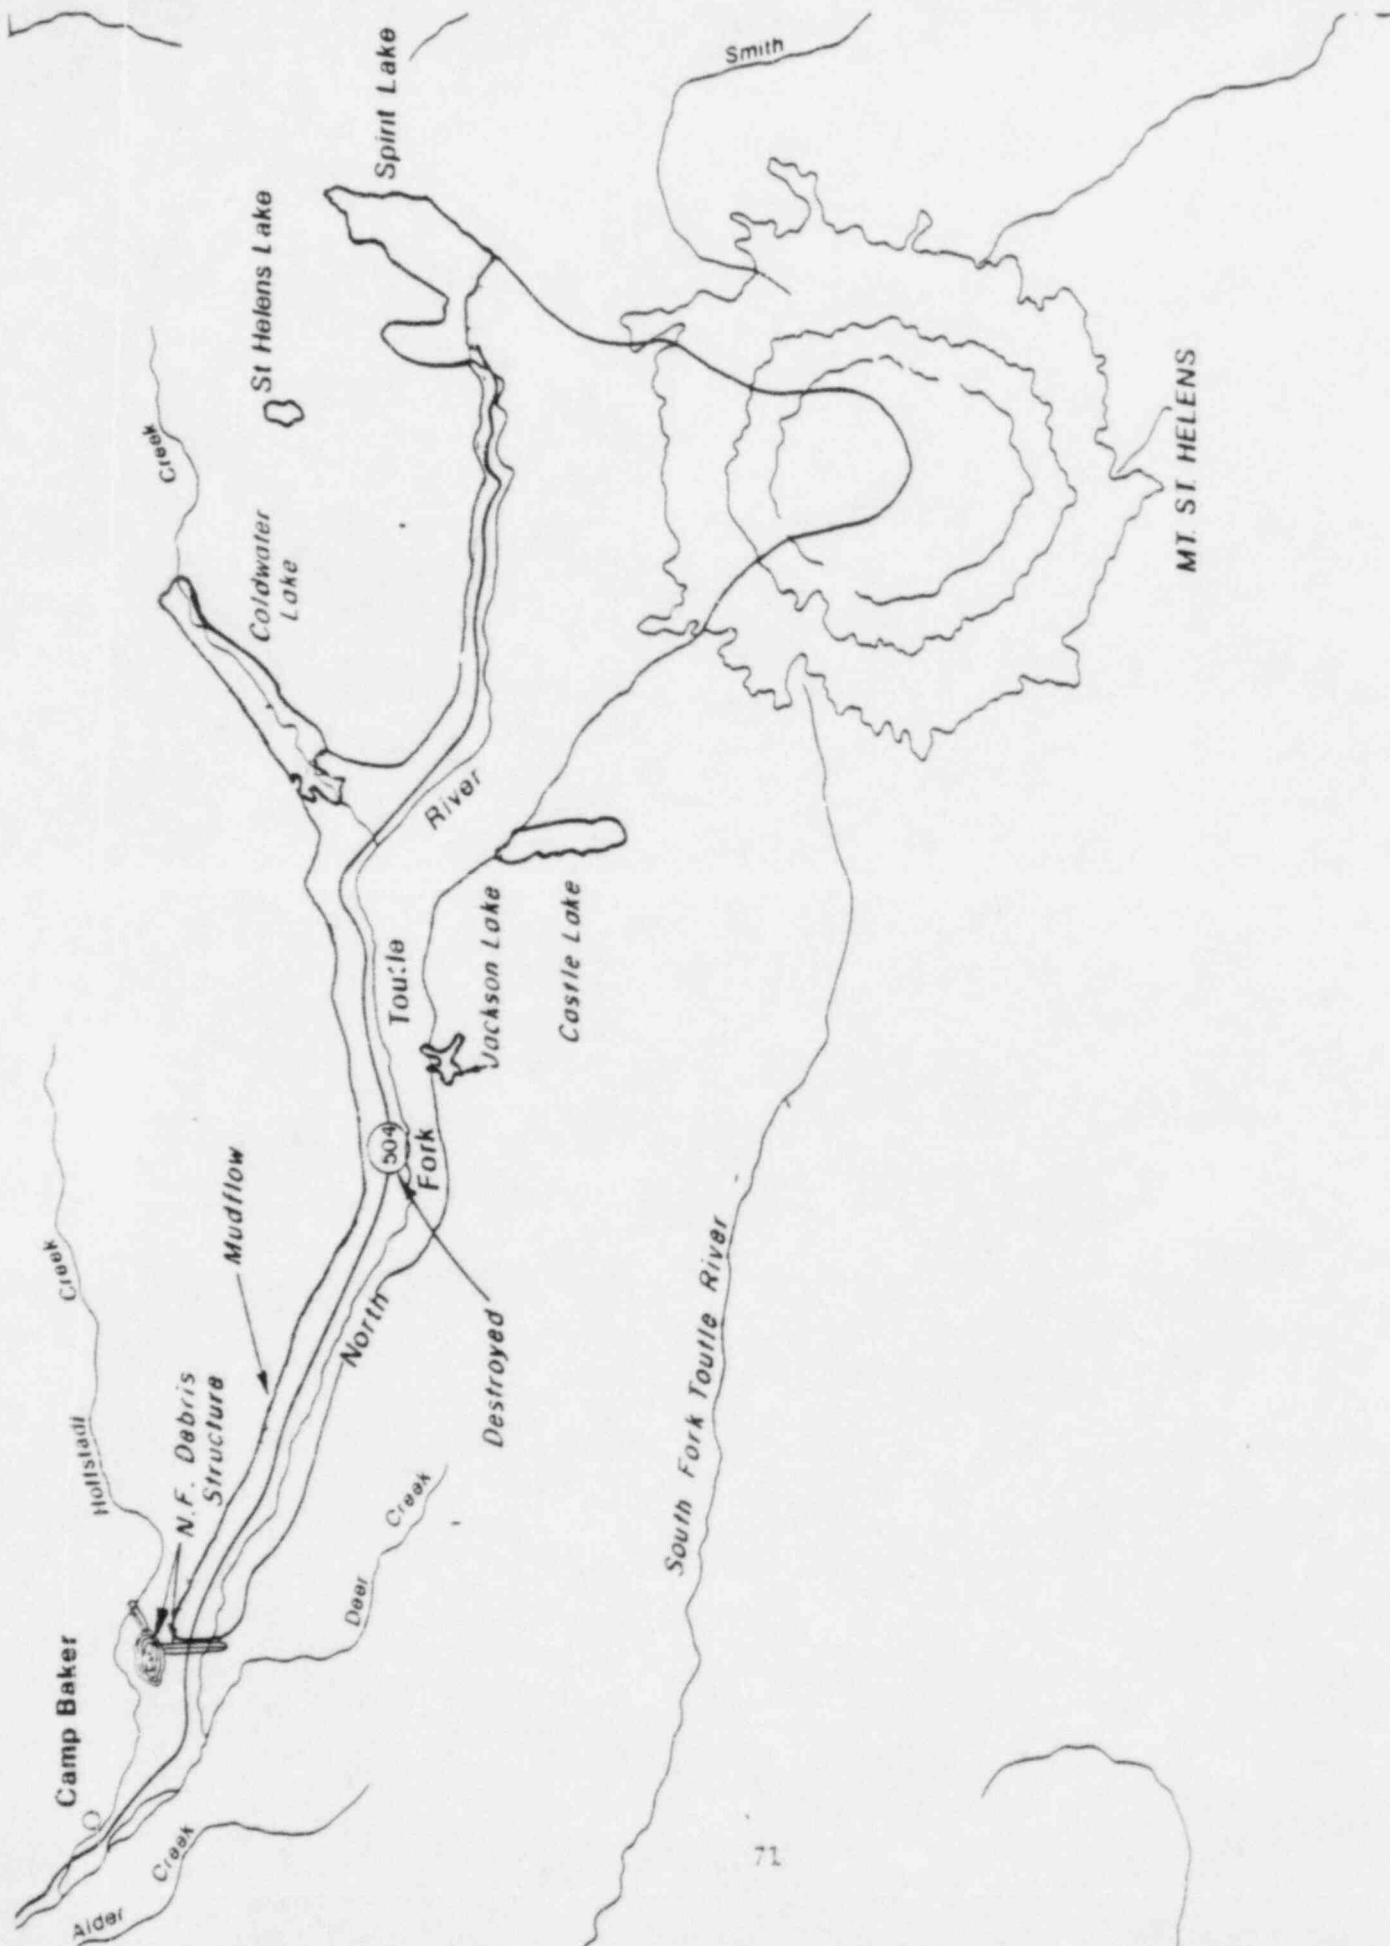 Smith
Spirit Lake
St Helens Lake
Creek
Coldwater
Lake
MT. ST. HELENS
River
Toutle
Jackson Lake
Castle Lake
504
Fork
North
Mudflow
Destroyed
Creek
Hoffstadt
N.F. Debris
Structure
South Fork Toutle River
Creek
Deer
Camp Baker
Creek
Alder
71